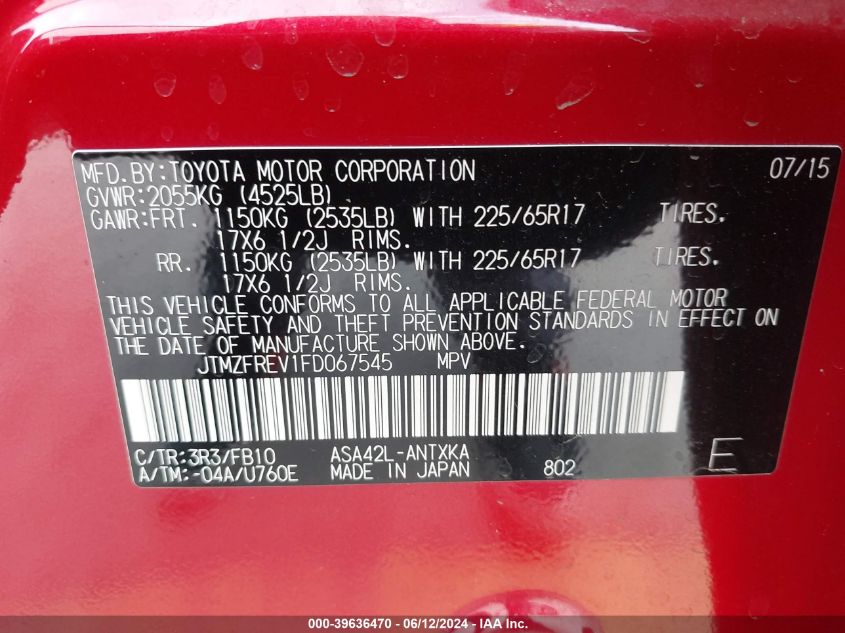 MFD.BY:TOYOTA MOTOR CORPORATION 07/15
GVWR:2055KG (4525LB)
GAWR:FRT. 1150KG (2535LB) WITH 225/65R17 TIRES.
17X6 1/2J RIMS.
RR. 1150KG (2535LB) WITH 225/65R17 TIRES.
17X6 1/2J RIMS.
THIS VEHICLE CONFORMS TO ALL APPLICABLE FEDERAL MOTOR
VEHICLE SAFETY AND THEFT PREVENTION STANDARDS IN EFFECT ON
THE DATE OF MANUFACTURE SHOWN ABOVE.
JTMZFREV1FD067545 MPV
C/TR:3R3/FB10 ASA42L-ANTXKA
A/TM:-04A/U760E MADE IN JAPAN 802 E
000-39636470 - 06/12/2024 - IAA Inc.